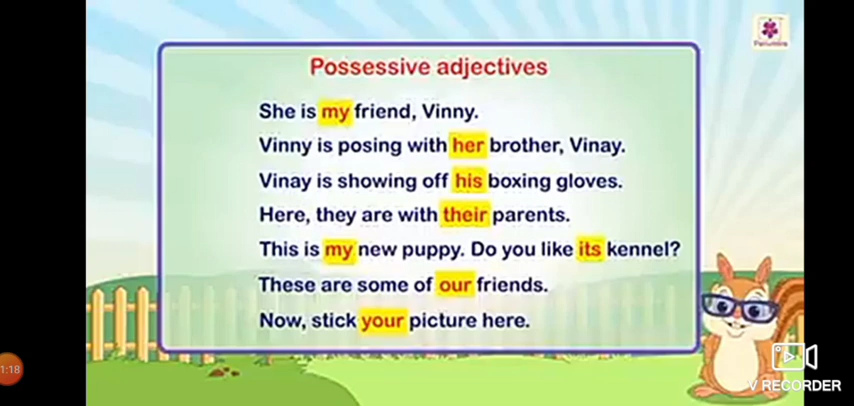 Periwinkle
Possessive adjectives
She is my friend, Vinny.
Vinny is posing with her brother, Vinay.
Vinay is showing off his boxing gloves.
Here, they are with their parents.
This is my new puppy. Do you like its kennel?
These are some of our friends.
Now, stick your picture here.
1:18
V RECORDER